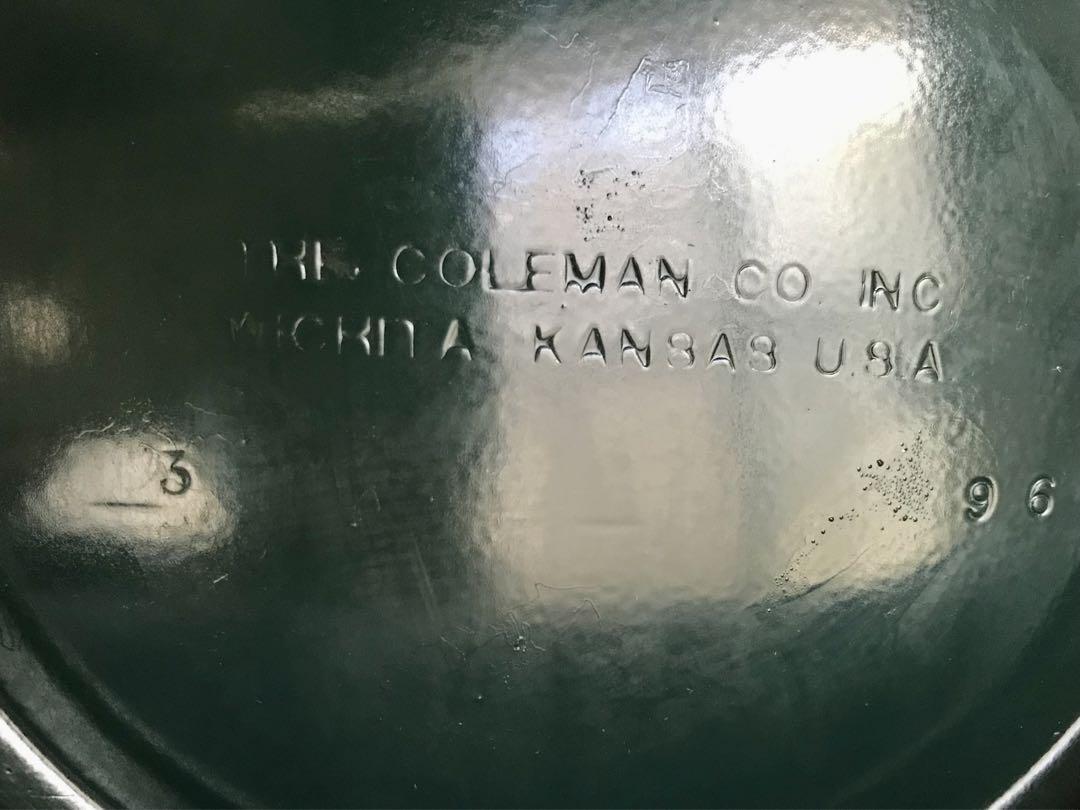 THE COLEMAN CO. INC
WICHITA KANSAS U.S.A
3 96